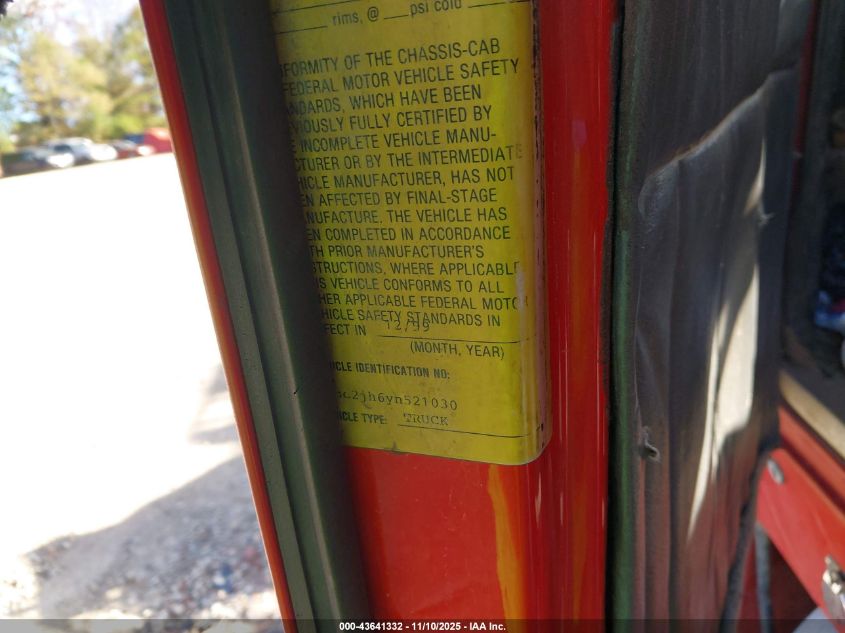 rims, @ __ psi cold
FORMITY OF THE CHASSIS-CAB
FEDERAL MOTOR VEHICLE SAFETY
NDARDS, WHICH HAVE BEEN
VIOUSLY FULLY CERTIFIED BY
E INCOMPLETE VEHICLE MANU-
CTURER OR BY THE INTERMEDIATE
HICLE MANUFACTURER, HAS NOT
EN AFFECTED BY FINAL-STAGE
NUFACTURE. THE VEHICLE HAS
EN COMPLETED IN ACCORDANCE
TH PRIOR MANUFACTURER'S
STRUCTIONS, WHERE APPLICABLE
IS VEHICLE CONFORMS TO ALL
HER APPLICABLE FEDERAL MOTOR
HICLE SAFETY STANDARDS IN
FECT IN 12/99
(MONTH, YEAR)
ICLE IDENTIFICATION NO:
c2jh6yn521030
ICLE TYPE: TRUCK
000-43641332 - 11/10/2025 - IAA Inc.